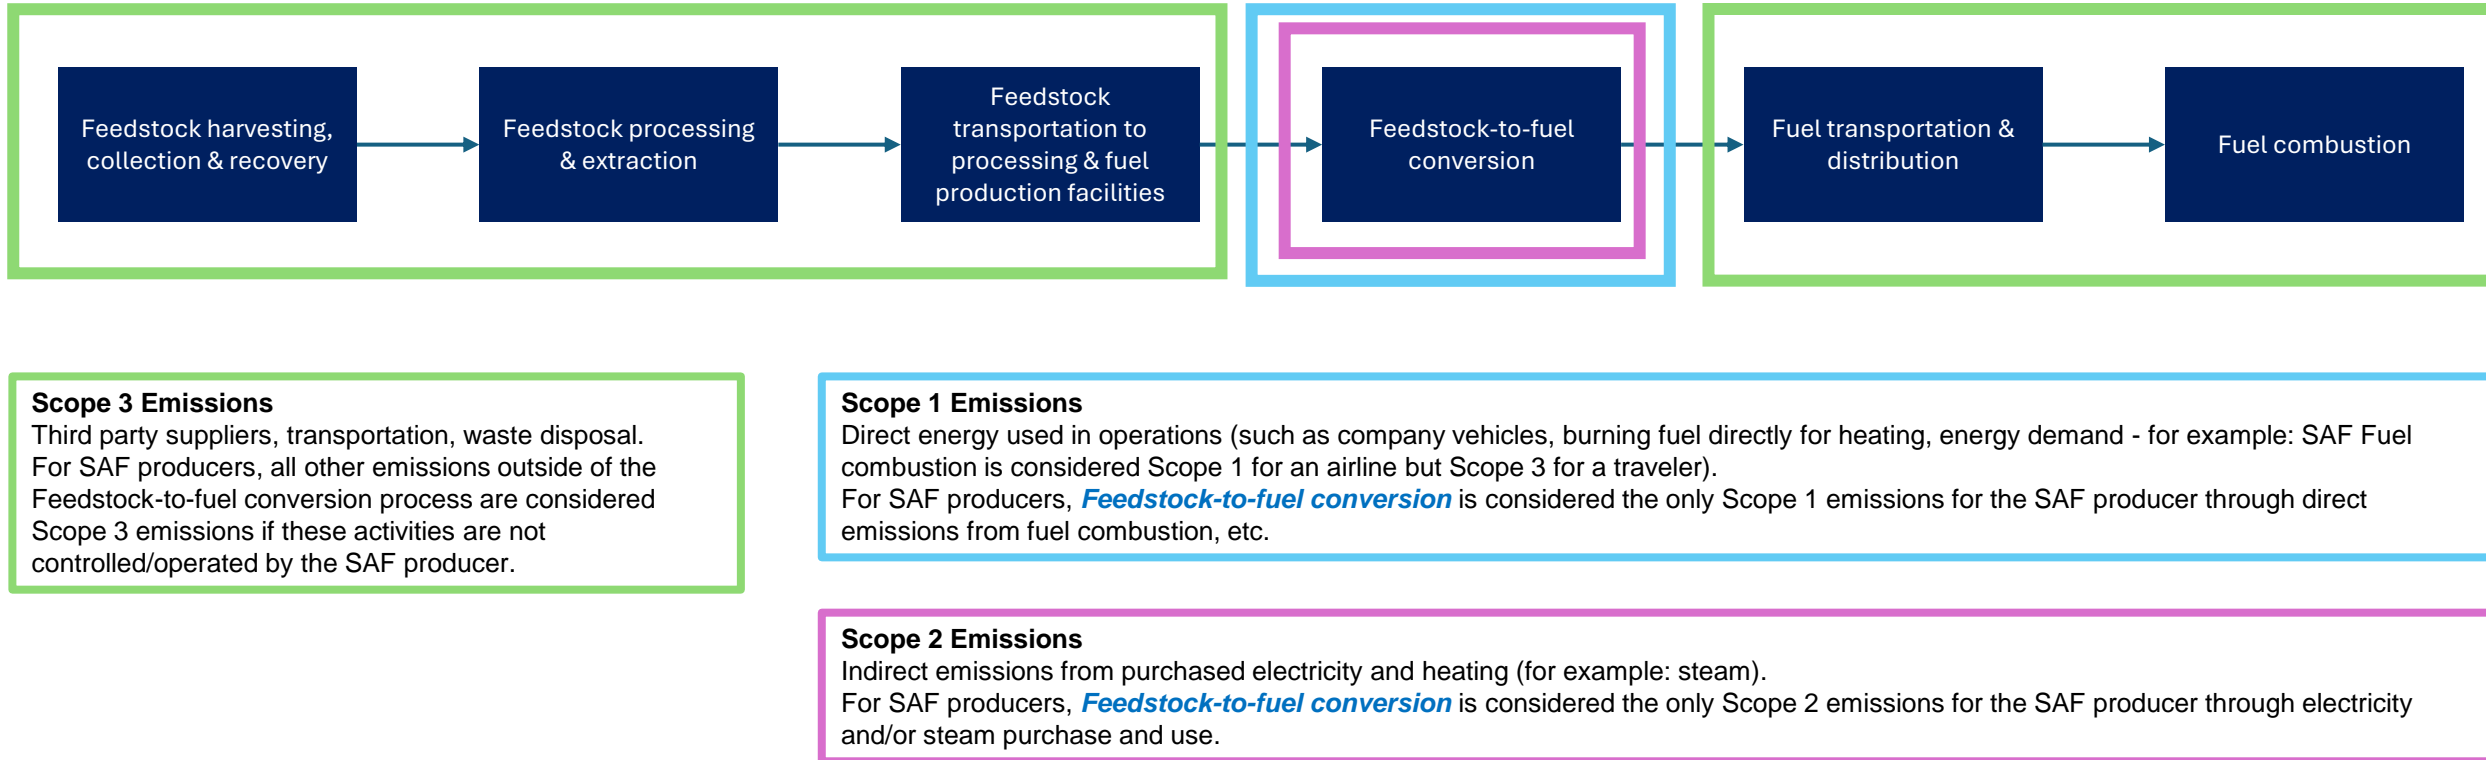 Feedstock harvesting,
collection & recovery
Feedstock processing
& extraction
Feedstock
transportation to
processing & fuel
production facilities
Feedstock-to-fuel
conversion
Fuel transportation &
distribution
Fuel combustion
Scope 3 Emissions
Third party suppliers, transportation, waste disposal.
For SAF producers, all other emissions outside of the
Feedstock-to-fuel conversion process are considered
Scope 3 emissions if these activities are not
controlled/operated by the SAF producer.
Scope 1 Emissions
Direct energy used in operations (such as company vehicles, burning fuel directly for heating, energy demand - for example: SAF Fuel
combustion is considered Scope 1 for an airline but Scope 3 for a traveler).
For SAF producers, Feedstock-to-fuel conversion is considered the only Scope 1 emissions for the SAF producer through direct
emissions from fuel combustion, etc.
Scope 2 Emissions
Indirect emissions from purchased electricity and heating (for example: steam).
For SAF producers, Feedstock-to-fuel conversion is considered the only Scope 2 emissions for the SAF producer through electricity
and/or steam purchase and use.